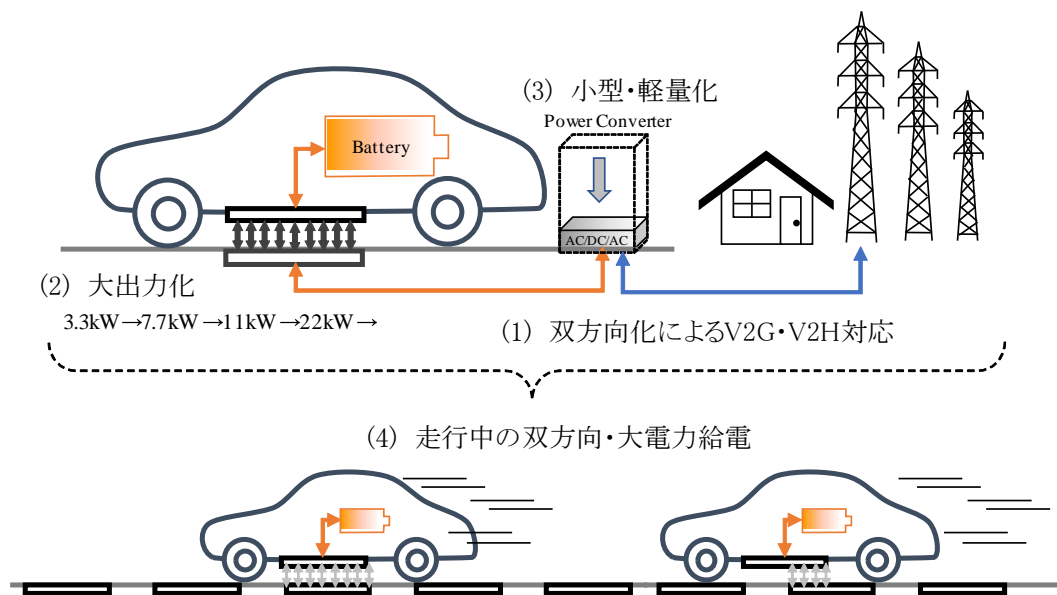 (3) 小型・軽量化
Power Converter
Battery
AC/DC/AC
(2) 大出力化
3.3kW→7.7kW→11kW→22kW→
(1) 双方向化によるV2G・V2H対応
(4) 走行中の双方向・大電力給電